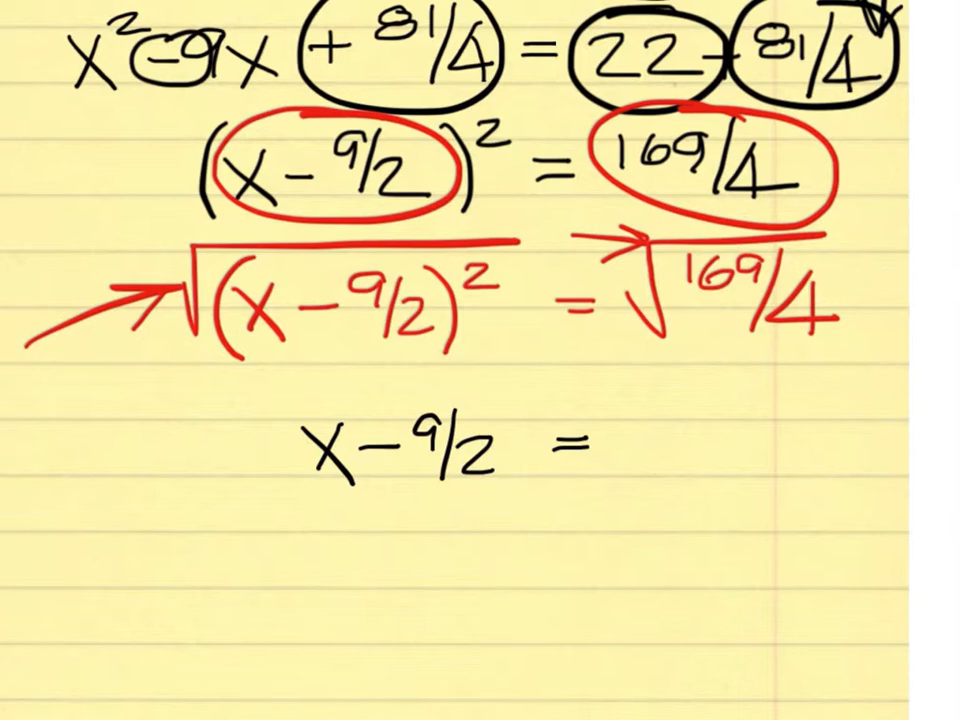 x² - 9x + 81/4 = 22 + 81/4
(x - 9/2)² = 169/4
√(x - 9/2)² = √169/4
x - 9/2 =